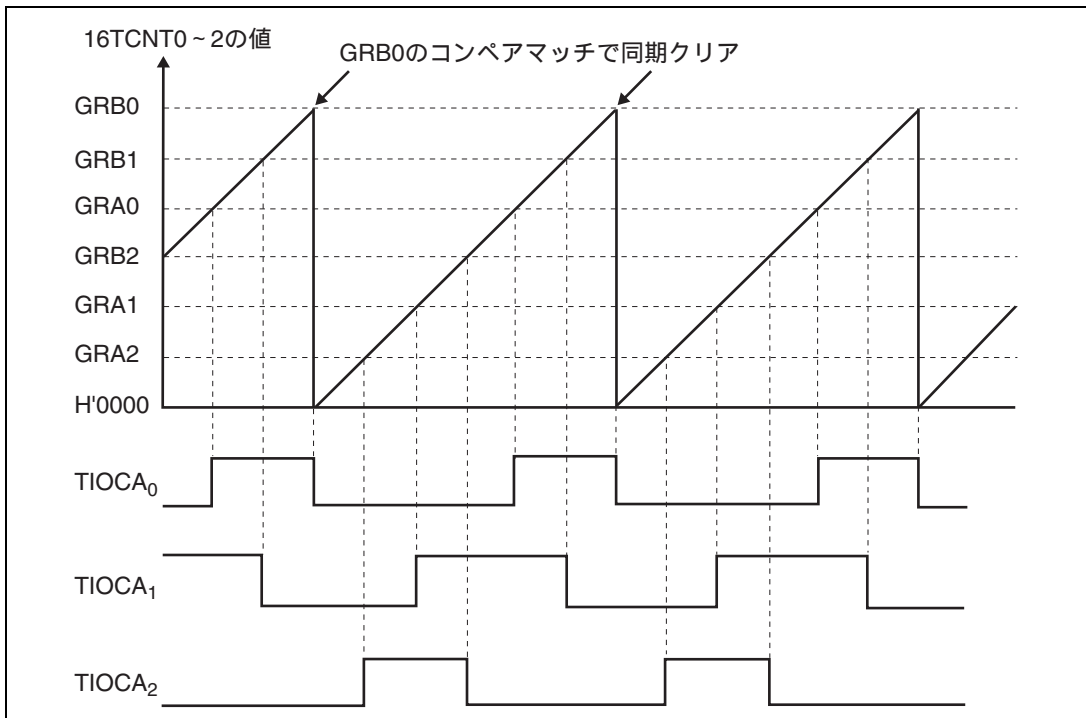 16TCNT0~2の値
GRB0のコンペアマッチで同期クリア
GRB0
GRB1
GRA0
GRB2
GRA1
GRA2
H'0000
TIOCA0
TIOCA1
TIOCA2